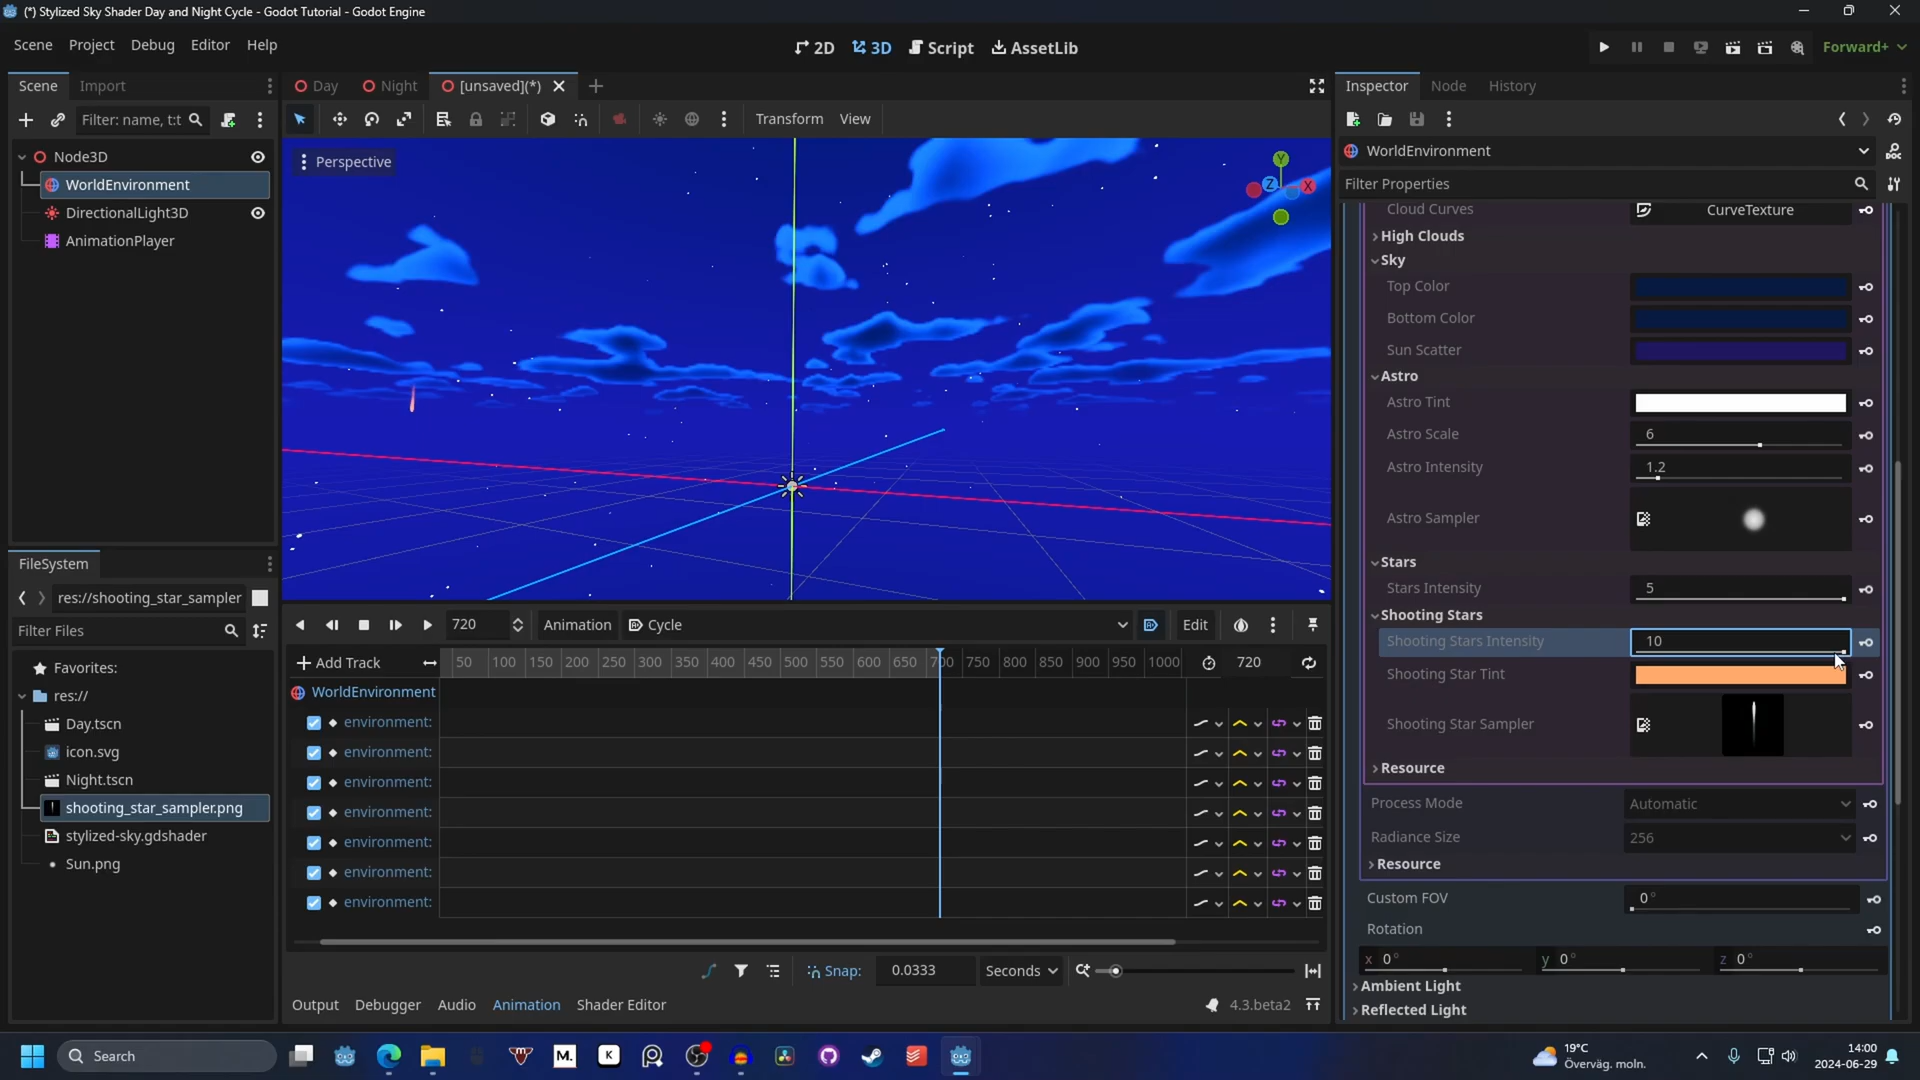 (*) Stylized Sky Shader Day and Night Cycle - Godot Tutorial - Godot Engine
Scene Project Debug Editor Help
2D 3D Script AssetLib
Forward+
Scene Import
Day Night [unsaved](*)
Inspector Node History
Filter: name, t:t
Transform View
Node3D
WorldEnvironment
DirectionalLight3D
AnimationPlayer
Perspective
Y
Z X
WorldEnvironment
Filter Properties
Cloud Curves CurveTexture
High Clouds
Sky
Top Color
Bottom Color
Sun Scatter
Astro
Astro Tint
Astro Scale 6
Astro Intensity 1.2
Astro Sampler
Stars
Stars Intensity 5
Shooting Stars
Shooting Stars Intensity 10
Shooting Star Tint
Shooting Star Sampler
Resource
Process Mode Automatic
Radiance Size 256
Resource
Custom FOV 0°
Rotation
x 0° y 0° z 0°
Ambient Light
Reflected Light
FileSystem
res://shooting_star_sampler
Filter Files
Favorites:
res://
Day.tscn
icon.svg
Night.tscn
shooting_star_sampler.png
stylized-sky.gdshader
Sun.png
720 Animation Cycle Edit
Add Track 50 100 150 200 250 300 350 400 450 500 550 600 650 700 750 800 850 900 950 1000 720
WorldEnvironment
environment:
environment:
environment:
environment:
environment:
environment:
environment:
Snap: 0.0333 Seconds
Output Debugger Audio Animation Shader Editor 4.3.beta2
Search
M.
K
19°C
Överväg. moln.
14:00
2024-06-29